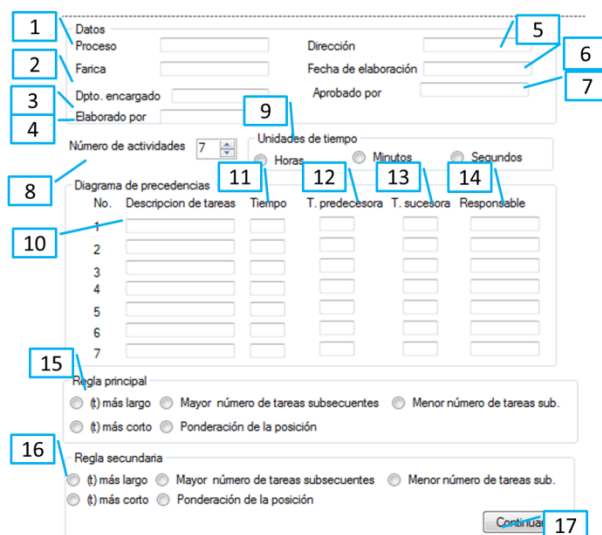 1 Datos 5
Proceso Dirección
2 Farica Fecha de elaboración 6
3 Dpto. encargado Aprobado por 7
4 Elaborado por 9
Número de actividades 7 Unidades de tiempo
Horas Minutos Segundos
8
Diagrama de precedencias 11 12 13 14
No. Descripcion de tareas Tiempo T. predecesora T. sucesora Responsable
10 1
2
3
4
5
6
7
15
Regla principal
(t) más largo Mayor número de tareas subsecuentes Menor número de tareas sub.
(t) más corto Ponderación de la posición
16
Regla secundaria
(t) más largo Mayor número de tareas subsecuentes Menor número de tareas sub.
(t) más corto Ponderación de la posición
Continuar 17